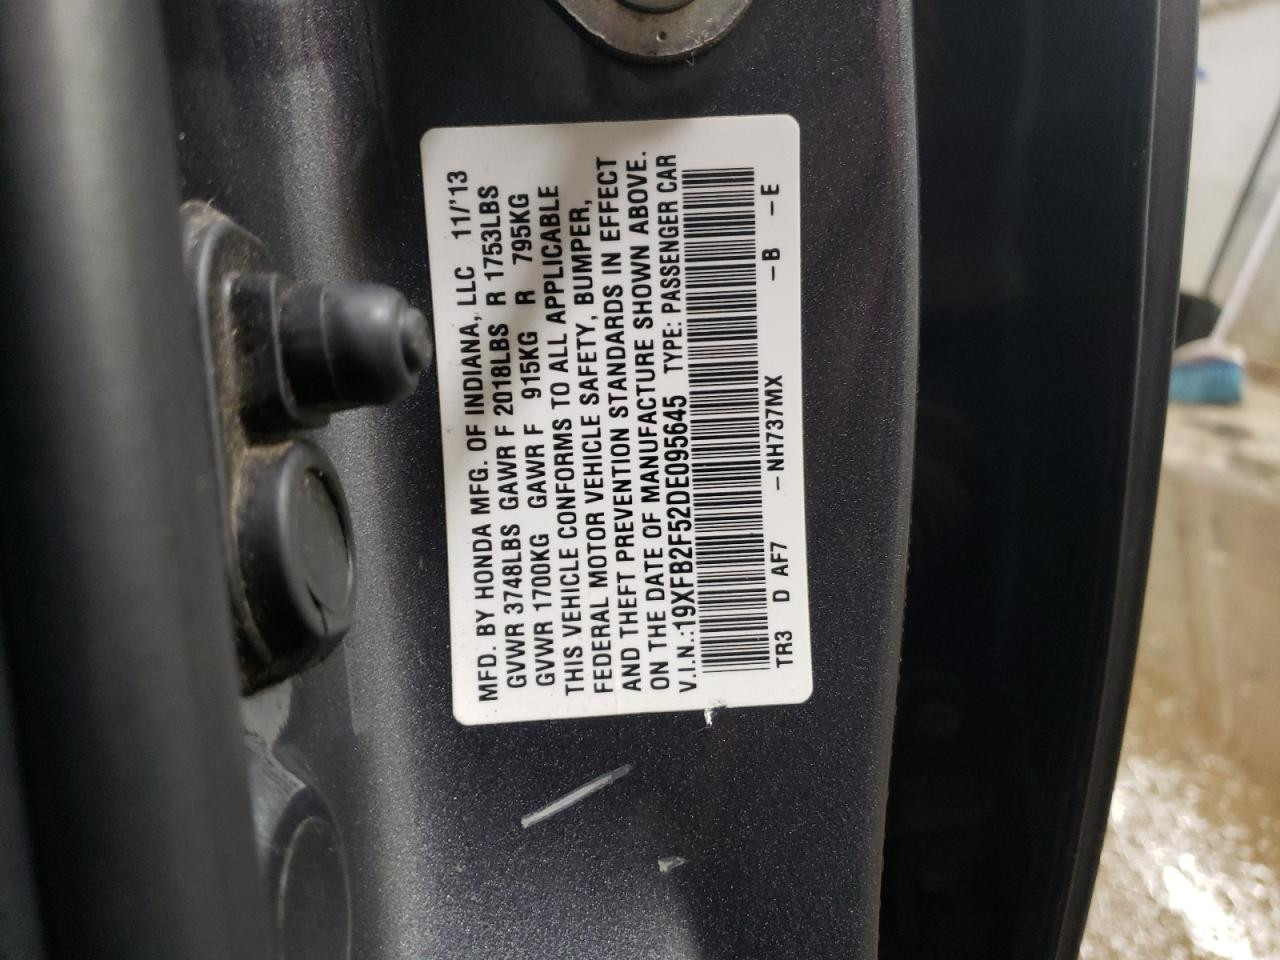 MFD. BY HONDA MFG. OF INDIANA, LLC 11/'13
GVWR 3748LBS GAWR F 2018LBS R 1753LBS
GVWR 1700KG GAWR F 915KG R 795KG
THIS VEHICLE CONFORMS TO ALL APPLICABLE
FEDERAL MOTOR VEHICLE SAFETY, BUMPER,
AND THEFT PREVENTION STANDARDS IN EFFECT
ON THE DATE OF MANUFACTURE SHOWN ABOVE.
V.I.N.:19XFB2F52DE095645 TYPE: PASSENGER CAR
TR3 D AF7 -NH737MX -B -E